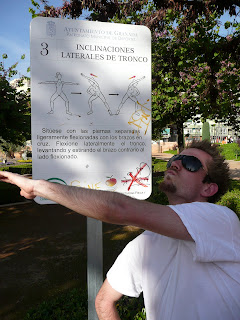 Ayuntamiento de Granada
3
INCLINACIONES
LATERALES DE TRONCO
Sitúese con las piernas separadas
ligeramente flexionadas con los brazos en
cruz. Flexione lateralmente el tronco
levantando y estirando el brazo contrario al
lado flexionado.